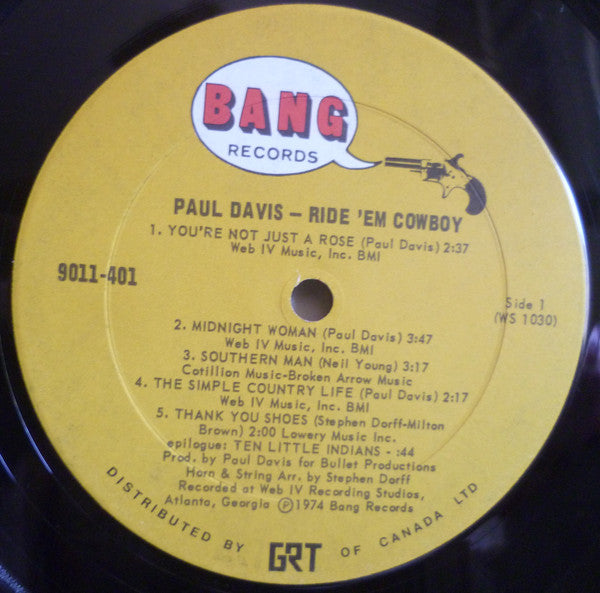 BANG
RECORDS
PAUL DAVIS – RIDE 'EM COWBOY
1. YOU'RE NOT JUST A ROSE (Paul Davis) 2:37
Web IV Music, Inc. BMI
9011-401
Side 1
(WS 1030)
2. MIDNIGHT WOMAN (Paul Davis) 3:47
Web IV Music, Inc. BMI
3. SOUTHERN MAN (Neil Young) 3:17
Cotillion Music-Broken Arrow Music
4. THE SIMPLE COUNTRY LIFE (Paul Davis) 2:17
Web IV Music, Inc. BMI
5. THANK YOU SHOES (Stephen Dorff-Milton
Brown) 2:00 Lowery Music Inc.
epilogue: TEN LITTLE INDIANS - :44
Prod. by Paul Davis for Bullet Productions
Horn & String Arr. by Stephen Dorff
Recorded at Web IV Recording Studios,
Atlanta, Georgia ℗1974 Bang Records
DISTRIBUTED BY GRT OF CANADA LTD